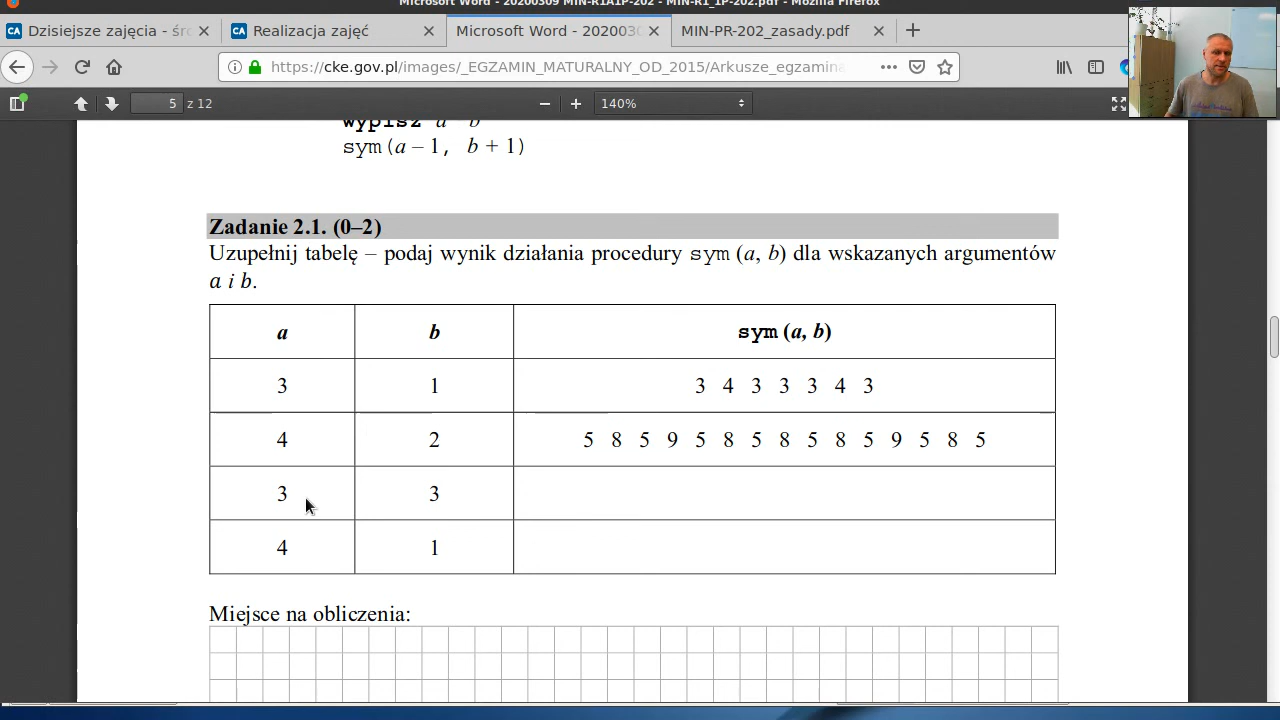 Microsoft Word - 20200309 MIN-R1A1P-202 - MIN-R1_1P-202.pdf - Mozilla Firefox
Dzisiejsze zajęcia - śro
Realizacja zajęć
Microsoft Word - 202003
MIN-PR-202_zasady.pdf
https://cke.gov.pl/images/_EGZAMIN_MATURALNY_OD_2015/Arkusze_egzamina
5 z 12
140%
wypisz a b
sym(a – 1, b + 1)
Zadanie 2.1. (0–2)
Uzupełnij tabelę – podaj wynik działania procedury sym (a, b) dla wskazanych argumentów
a i b.
a b sym (a, b)
3 1 3 4 3 3 3 4 3
4 2 5 8 5 9 5 8 5 8 5 8 5 9 5 8 5
3 3
4 1
Miejsce na obliczenia: